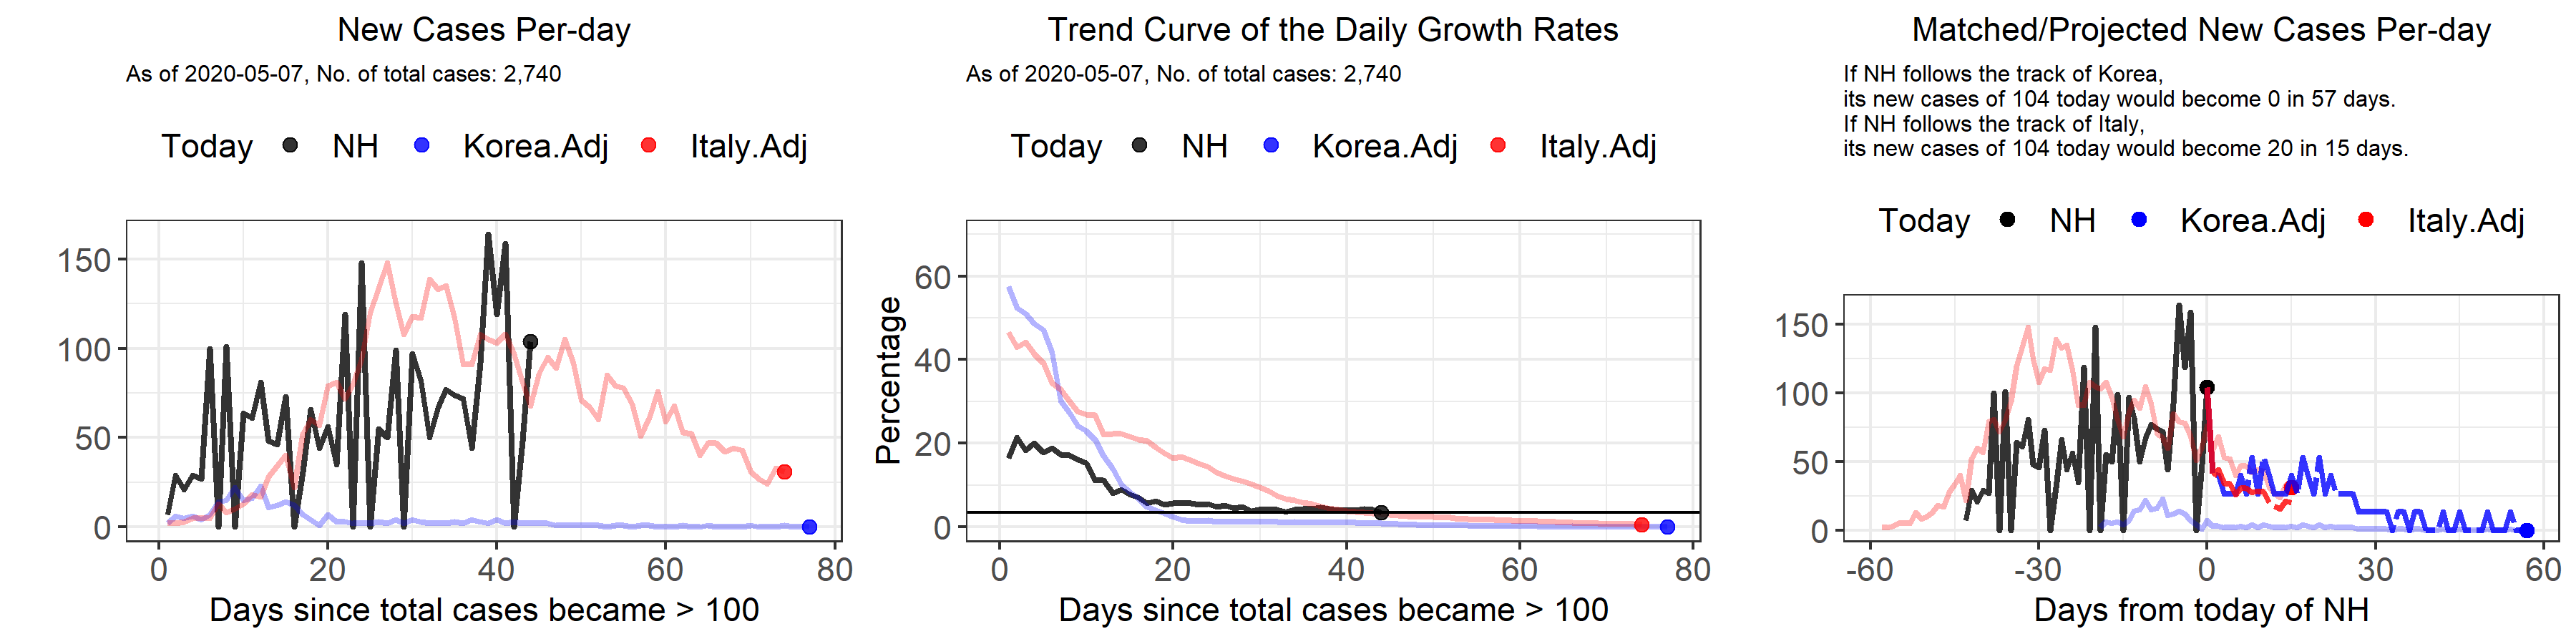 New Cases Per-day
As of 2020-05-07, No. of total cases: 2,740
Today NH Korea.Adj Italy.Adj
150
100
50
0
0 20 40 60 80
Days since total cases became > 100
Trend Curve of the Daily Growth Rates
As of 2020-05-07, No. of total cases: 2,740
Today NH Korea.Adj Italy.Adj
Percentage
60
40
20
0
0 20 40 60 80
Days since total cases became > 100
Matched/Projected New Cases Per-day
If NH follows the track of Korea,
its new cases of 104 today would become 0 in 57 days.
If NH follows the track of Italy,
its new cases of 104 today would become 20 in 15 days.
Today NH Korea.Adj Italy.Adj
150
100
50
0
-60 -30 0 30 60
Days from today of NH